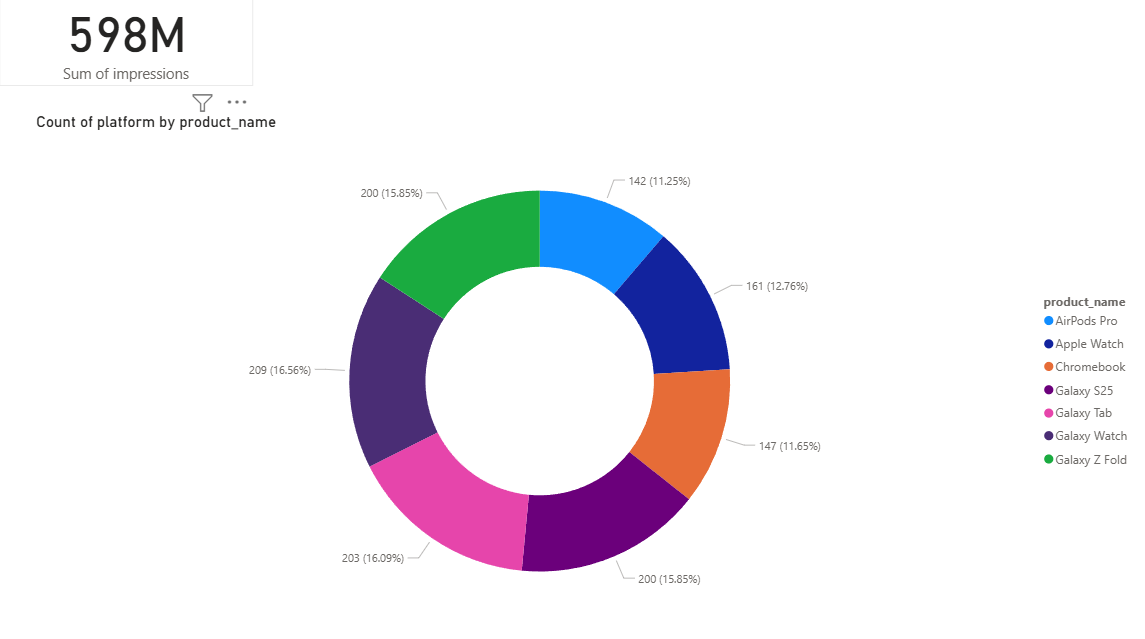 598M
Sum of impressions
Count of platform by product_name
142 (11.25%)
200 (15.85%)
161 (12.76%)
209 (16.56%)
147 (11.65%)
203 (16.09%)
200 (15.85%)
product_name
AirPods Pro
Apple Watch
Chromebook
Galaxy S25
Galaxy Tab
Galaxy Watch
Galaxy Z Fold